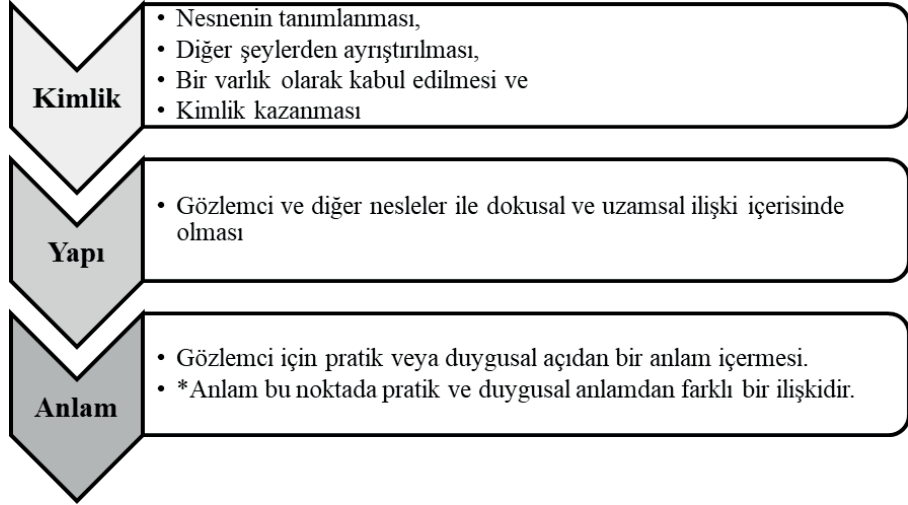 Kimlik
• Nesnenin tanımlanması,
• Diğer şeylerden ayrıştırılması,
• Bir varlık olarak kabul edilmesi ve
• Kimlik kazanması
Yapı
• Gözlemci ve diğer nesleler ile dokusal ve uzamsal ilişki içerisinde
olması
Anlam
• Gözlemci için pratik veya duygusal açıdan bir anlam içermesi.
• *Anlam bu noktada pratik ve duygusal anlamdan farklı bir ilişkidir.